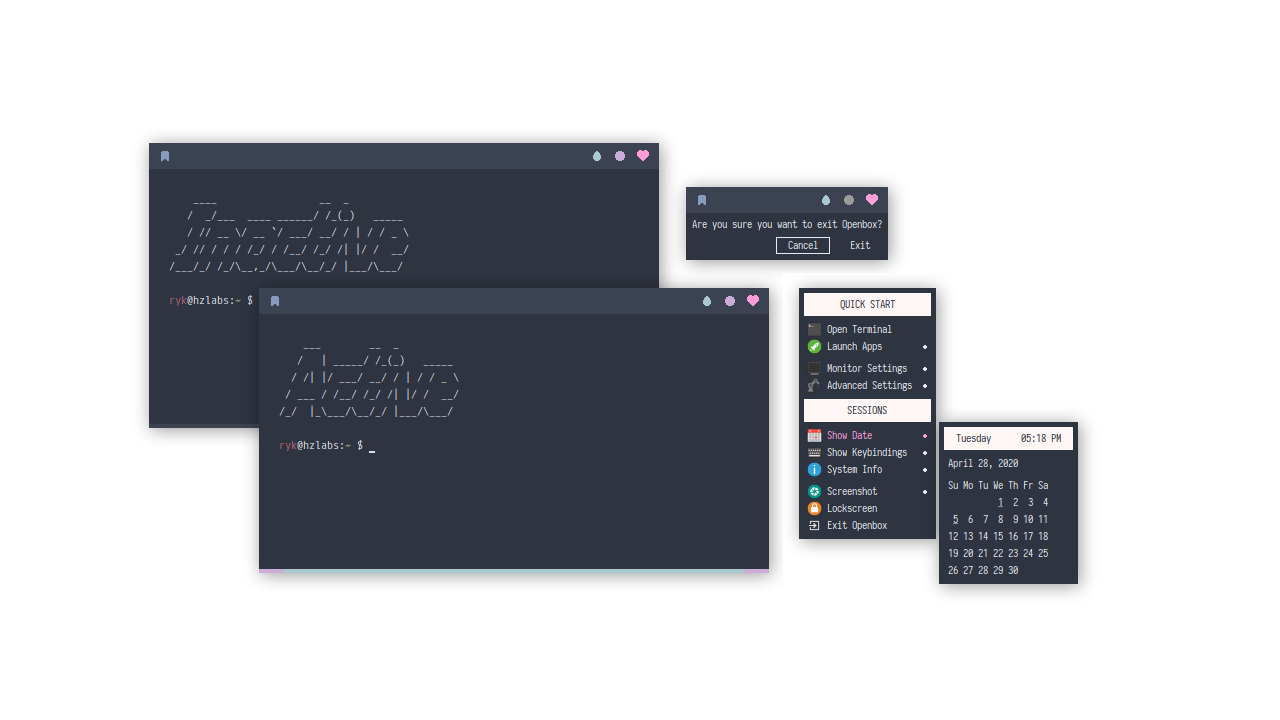 Inactive
ryk@hzlabs:~ $
Active
ryk@hzlabs:~ $
Are you sure you want to exit Openbox?
Cancel Exit
QUICK START
Open Terminal
Launch Apps
Monitor Settings
Advanced Settings
SESSIONS
Show Date
Show Keybindings
System Info
Screenshot
Lockscreen
Exit Openbox
Tuesday 05:18 PM
April 28, 2020
Su Mo Tu We Th Fr Sa
1 2 3 4
5 6 7 8 9 10 11
12 13 14 15 16 17 18
19 20 21 22 23 24 25
26 27 28 29 30